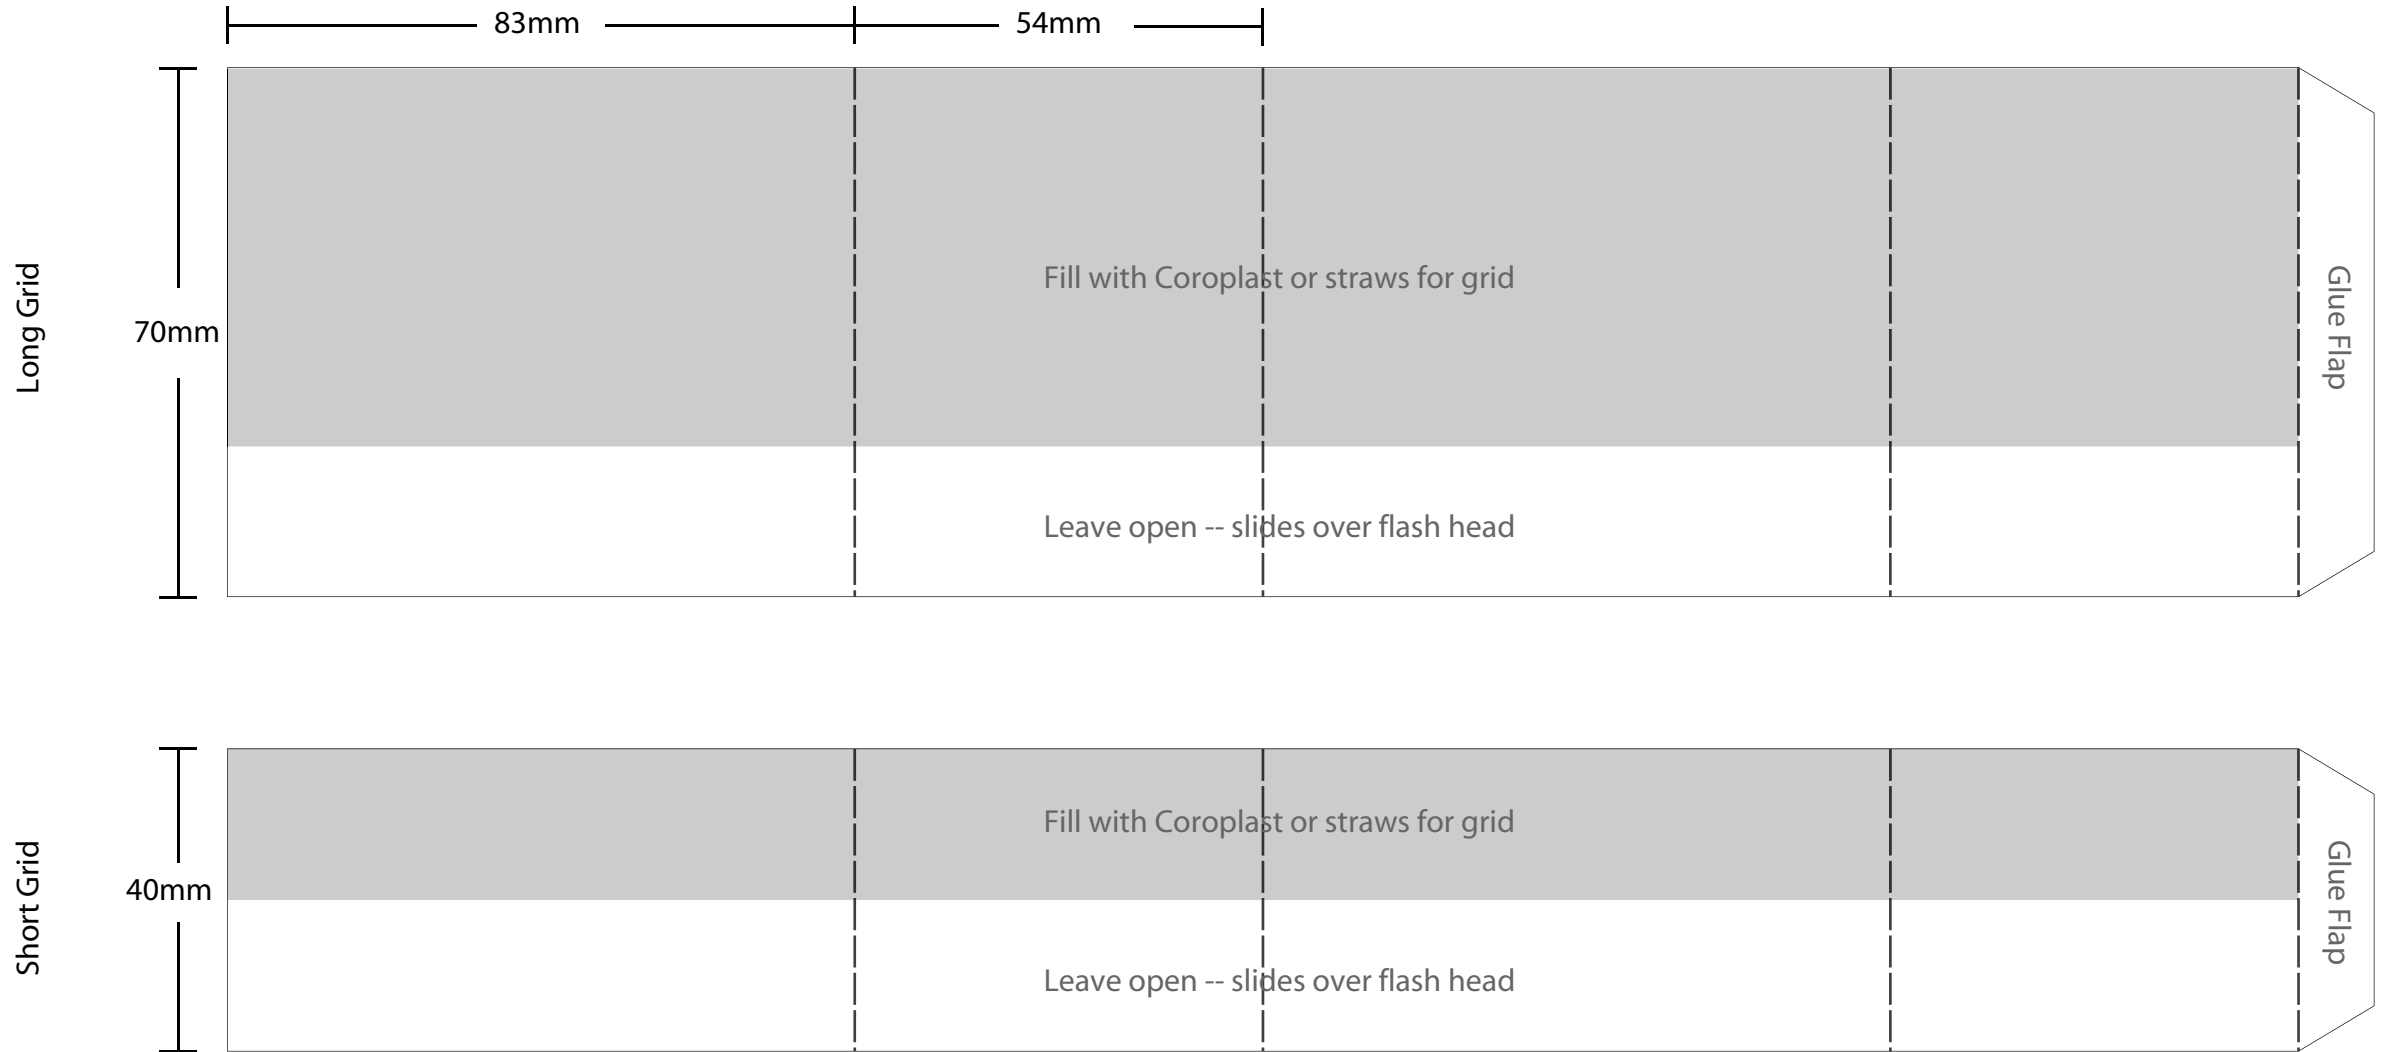 83mm
54mm
Long Grid
70mm
Fill with Coroplast or straws for grid
Glue Flap
Leave open -- slides over flash head
Short Grid
40mm
Fill with Coroplast or straws for grid
Glue Flap
Leave open -- slides over flash head